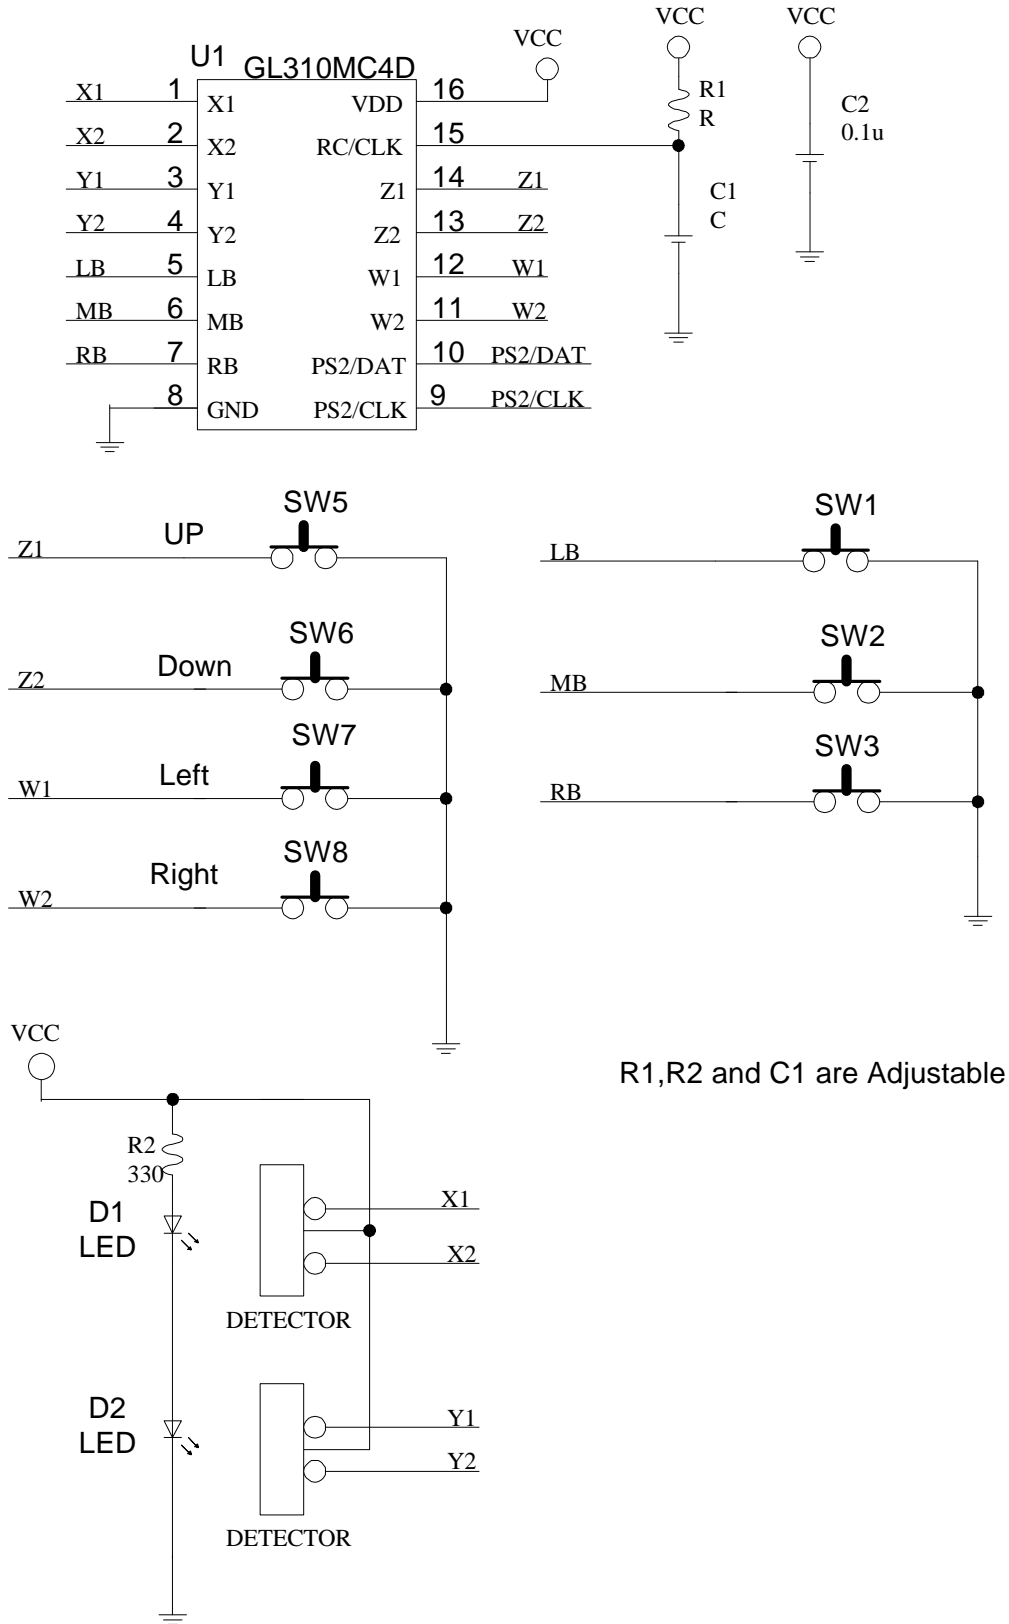 VCC
VCC
VCC
U1
GL310MC4D
X1 1 X1 VDD 16
X2 2 X2 RC/CLK 15
Y1 3 Y1 Z1 14 Z1
Y2 4 Y2 Z2 13 Z2
LB 5 LB W1 12 W1
MB 6 MB W2 11 W2
RB 7 RB PS2/DAT 10 PS2/DAT
8 GND PS2/CLK 9 PS2/CLK
R1
R
C1
C
C2
0.1u
SW5
Z1 UP
SW6
Z2 Down
SW7
W1 Left
SW8
W2 Right
SW1
LB
SW2
MB
SW3
RB
VCC
R1,R2 and C1 are Adjustable
R2
330
D1
LED
X1
X2
DETECTOR
D2
LED
Y1
Y2
DETECTOR